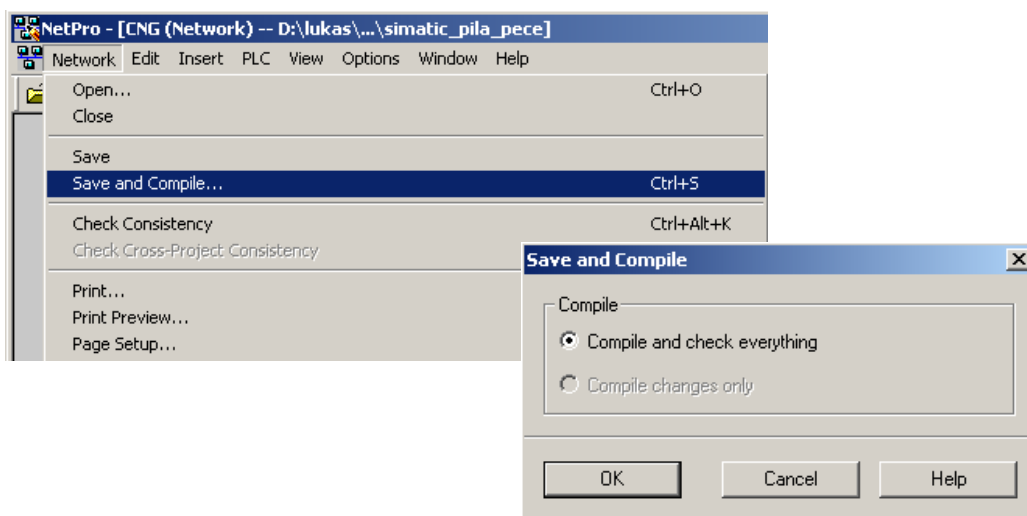 NetPro - [CNG (Network) -- D:\lukas\...\simatic_pila_pece]
Network Edit Insert PLC View Options Window Help
Open... Ctrl+O
Close
Save
Save and Compile... Ctrl+S
Check Consistency Ctrl+Alt+K
Check Cross-Project Consistency
Print...
Print Preview...
Page Setup...
Save and Compile
Compile
Compile and check everything
Compile changes only
OK Cancel Help